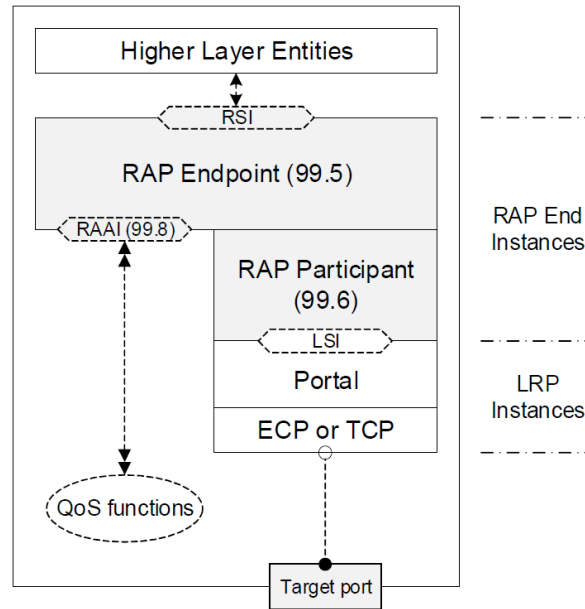 Higher Layer Entities
RSI
RAP Endpoint (99.5)
RAAI (99.8)
RAP Participant
(99.6)
LSI
Portal
ECP or TCP
QoS functions
Target port
RAP End
Instances
LRP
Instances